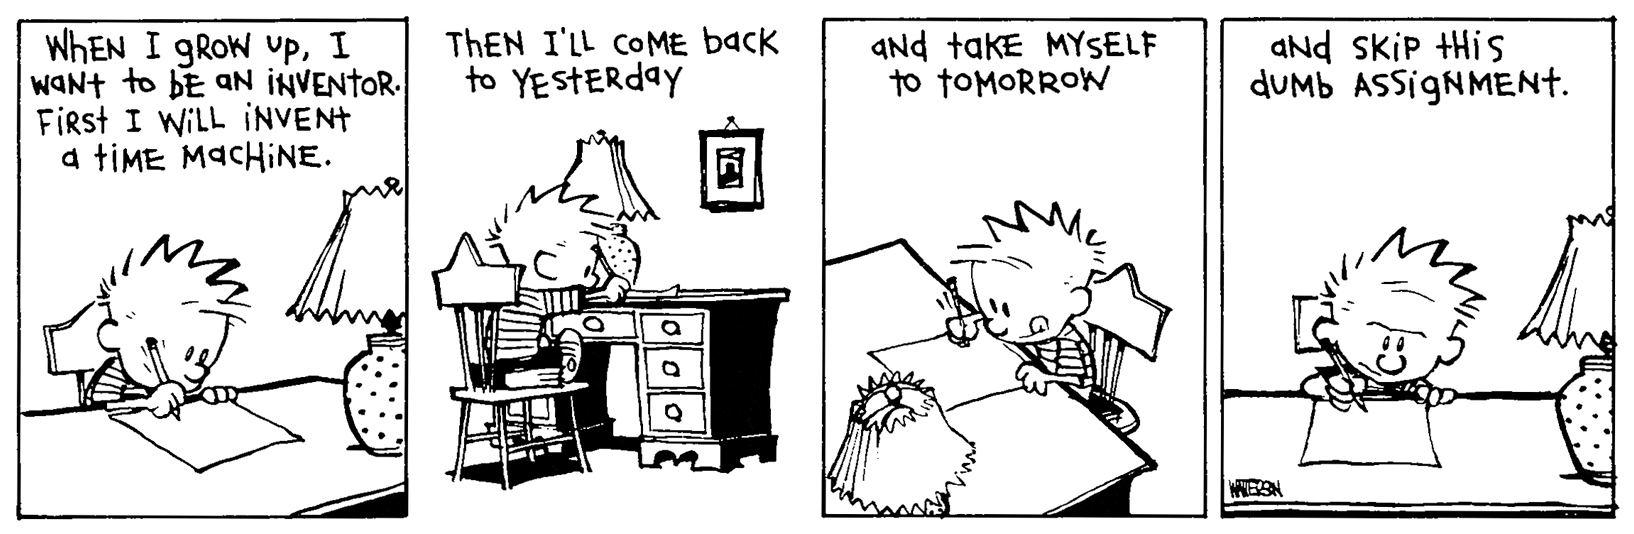 WHEN I GROW UP, I
WANT TO BE AN INVENTOR.
FIRST I WILL INVENT
A TIME MACHINE.
THEN I'LL COME BACK
TO YESTERDAY
AND TAKE MYSELF
TO TOMORROW
AND SKIP THIS
DUMB ASSIGNMENT.
WATTERSON